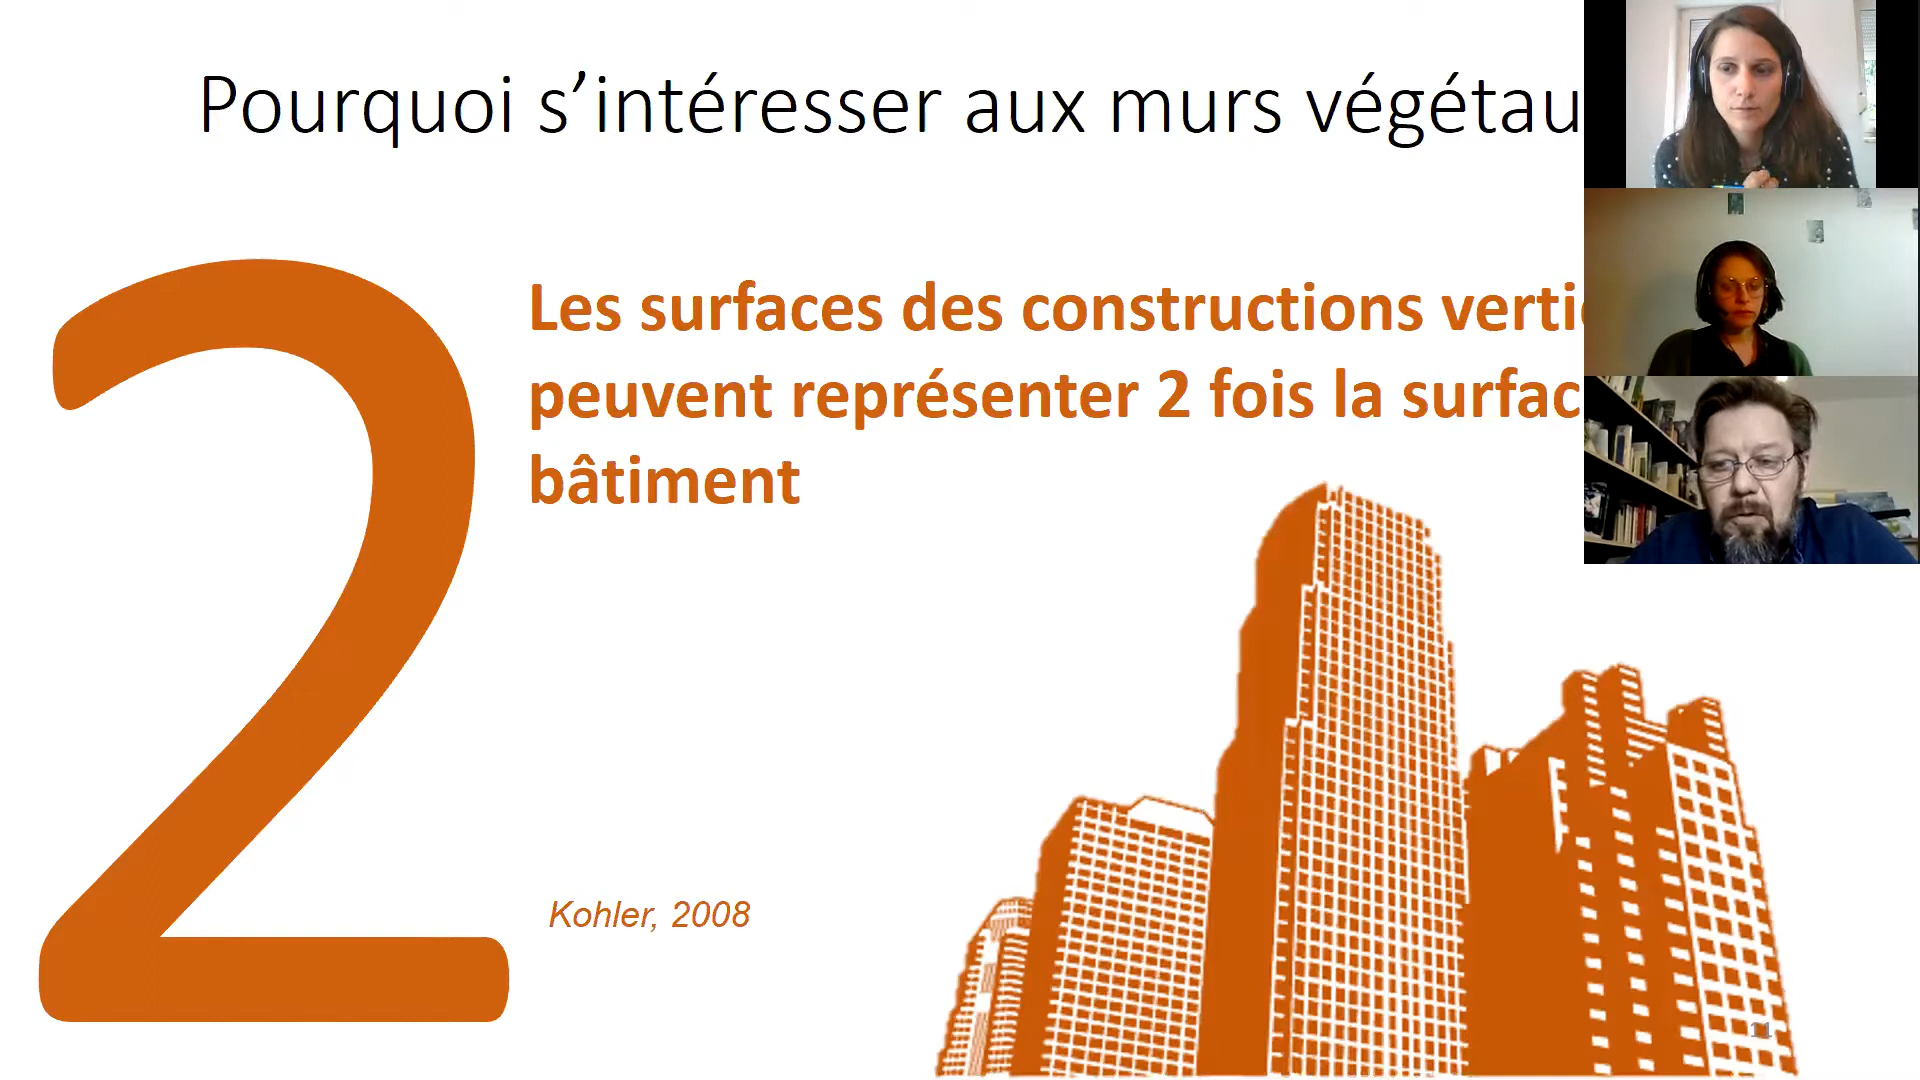 Pourquoi s’intéresser aux murs végétau
2
Les surfaces des constructions verti
peuvent représenter 2 fois la surfac
bâtiment
Kohler, 2008
11